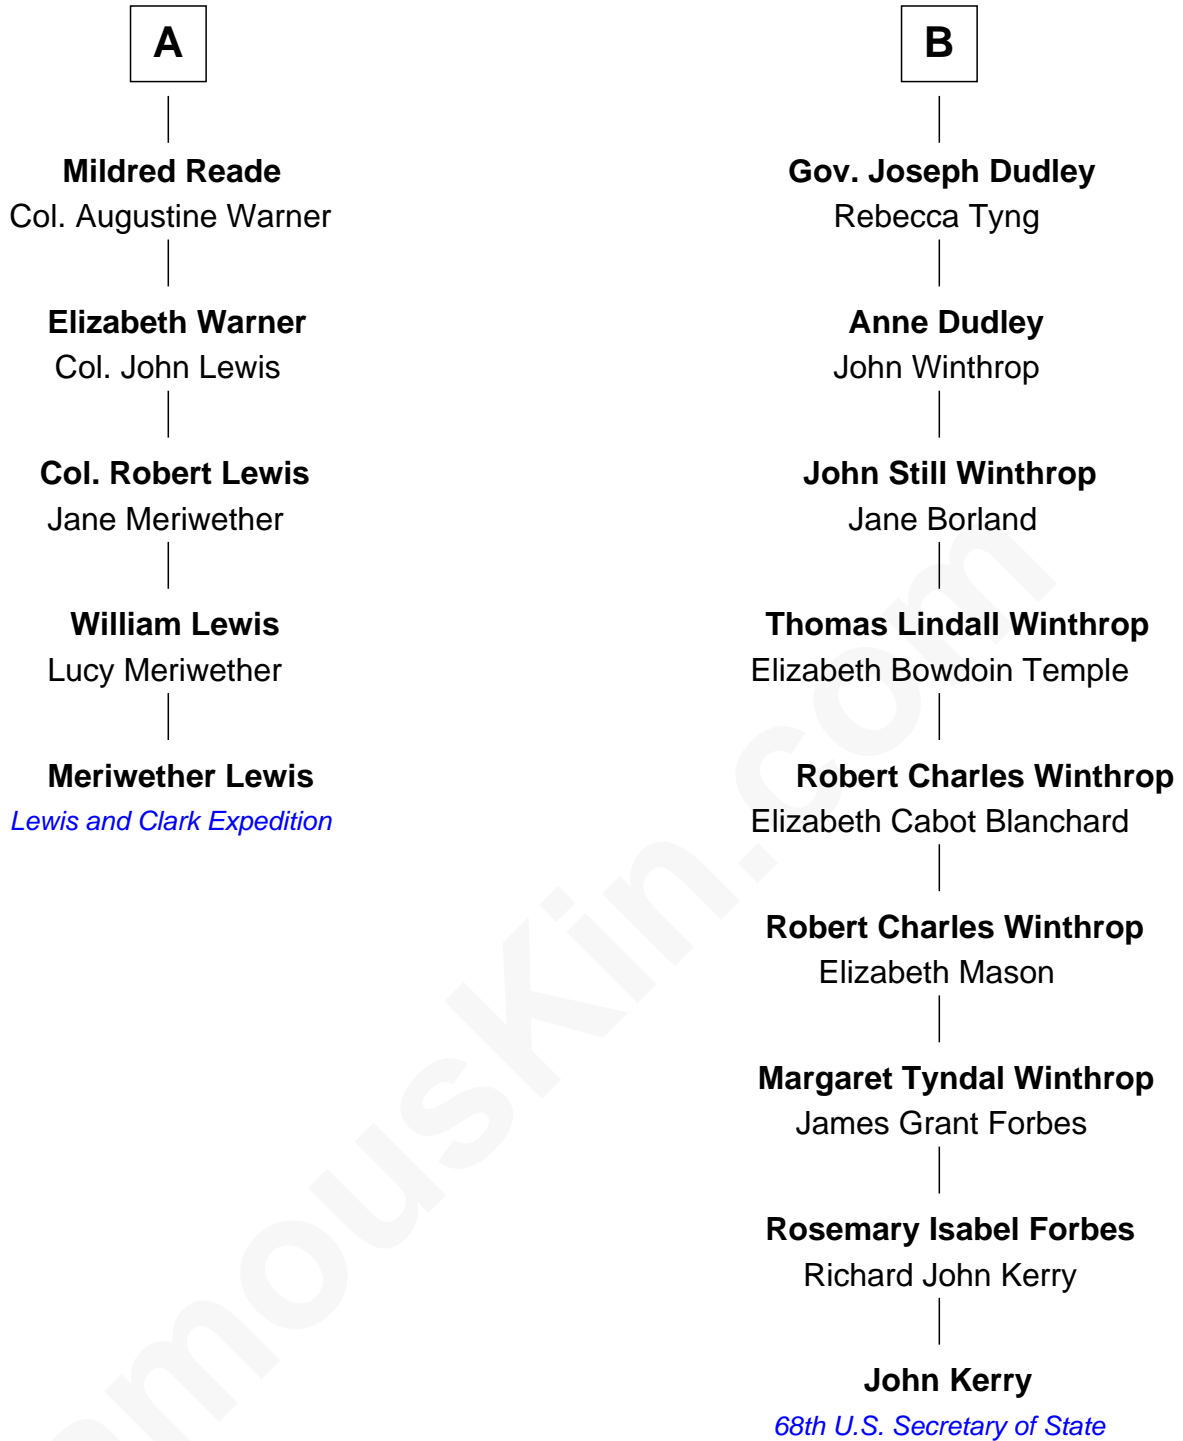 A
Mildred Reade
Col. Augustine Warner
Elizabeth Warner
Col. John Lewis
Col. Robert Lewis
Jane Meriwether
William Lewis
Lucy Meriwether
Meriwether Lewis
Lewis and Clark Expedition
B
Gov. Joseph Dudley
Rebecca Tyng
Anne Dudley
John Winthrop
John Still Winthrop
Jane Borland
Thomas Lindall Winthrop
Elizabeth Bowdoin Temple
Robert Charles Winthrop
Elizabeth Cabot Blanchard
Robert Charles Winthrop
Elizabeth Mason
Margaret Tyndal Winthrop
James Grant Forbes
Rosemary Isabel Forbes
Richard John Kerry
John Kerry
68th U.S. Secretary of State
amousKin.com